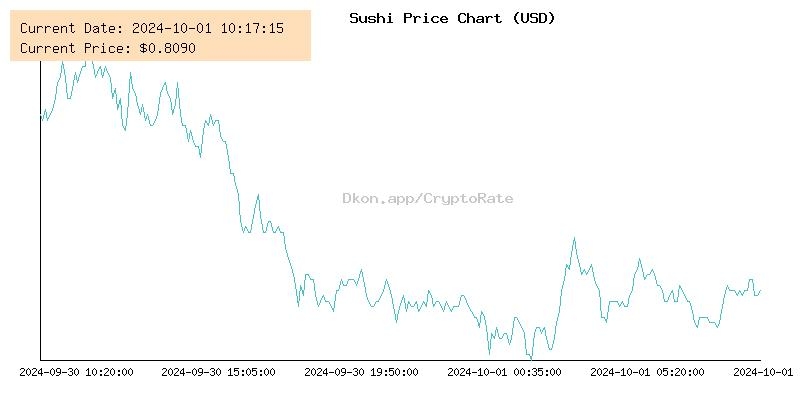 Sushi Price Chart (USD)
Current Date: 2024-10-01 10:17:15
Current Price: $0.8090
Dkon.app/CryptoRate
2024-09-30 10:20:00 2024-09-30 15:05:00 2024-09-30 19:50:00 2024-10-01 00:35:00 2024-10-01 05:20:00 2024-10-01